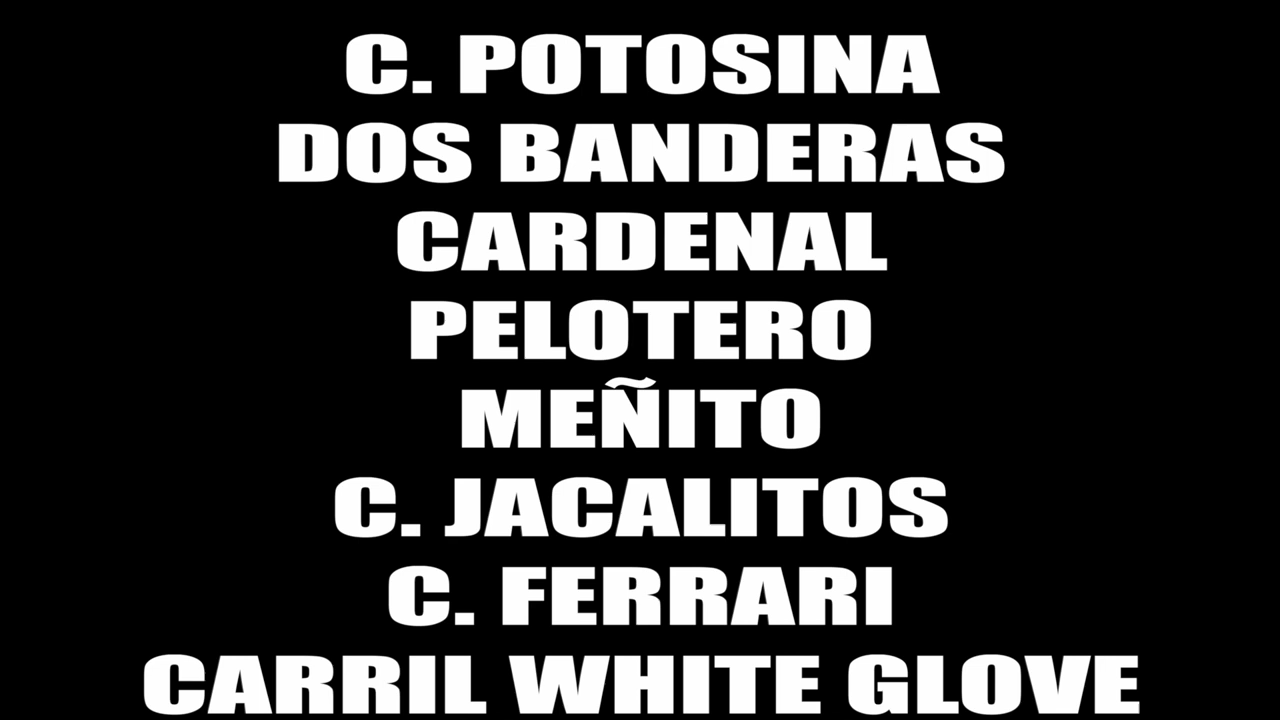 C. POTOSINA
DOS BANDERAS
CARDENAL
PELOTERO
MEÑITO
C. JACALITOS
C. FERRARI
CARRIL WHITE GLOVE